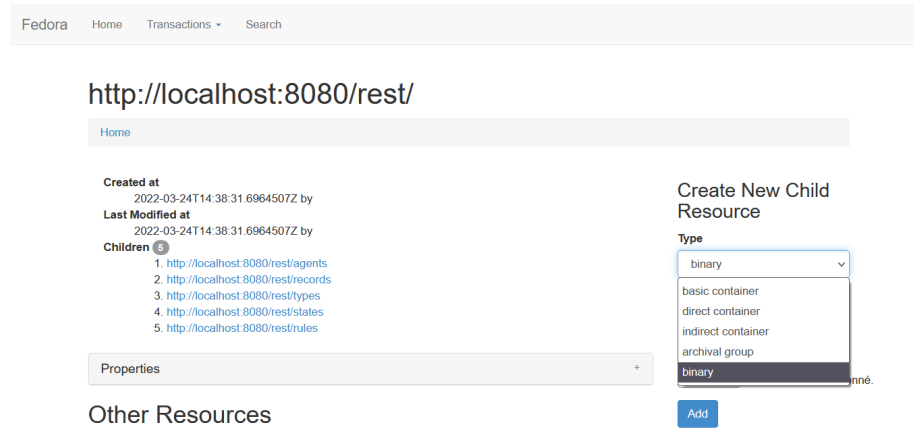 Fedora Home Transactions Search
http://localhost:8080/rest/
Home
Created at
2022-03-24T14:38:31.6964507Z by
Last Modified at
2022-03-24T14:38:31.6964507Z by
Children 5
1. http://localhost:8080/rest/agents
2. http://localhost:8080/rest/records
3. http://localhost:8080/rest/types
4. http://localhost:8080/rest/states
5. http://localhost:8080/rest/rules
Properties +
Other Resources
Create New Child
Resource
Type
binary
basic container
direct container
indirect container
archival group
binary
nné.
Add